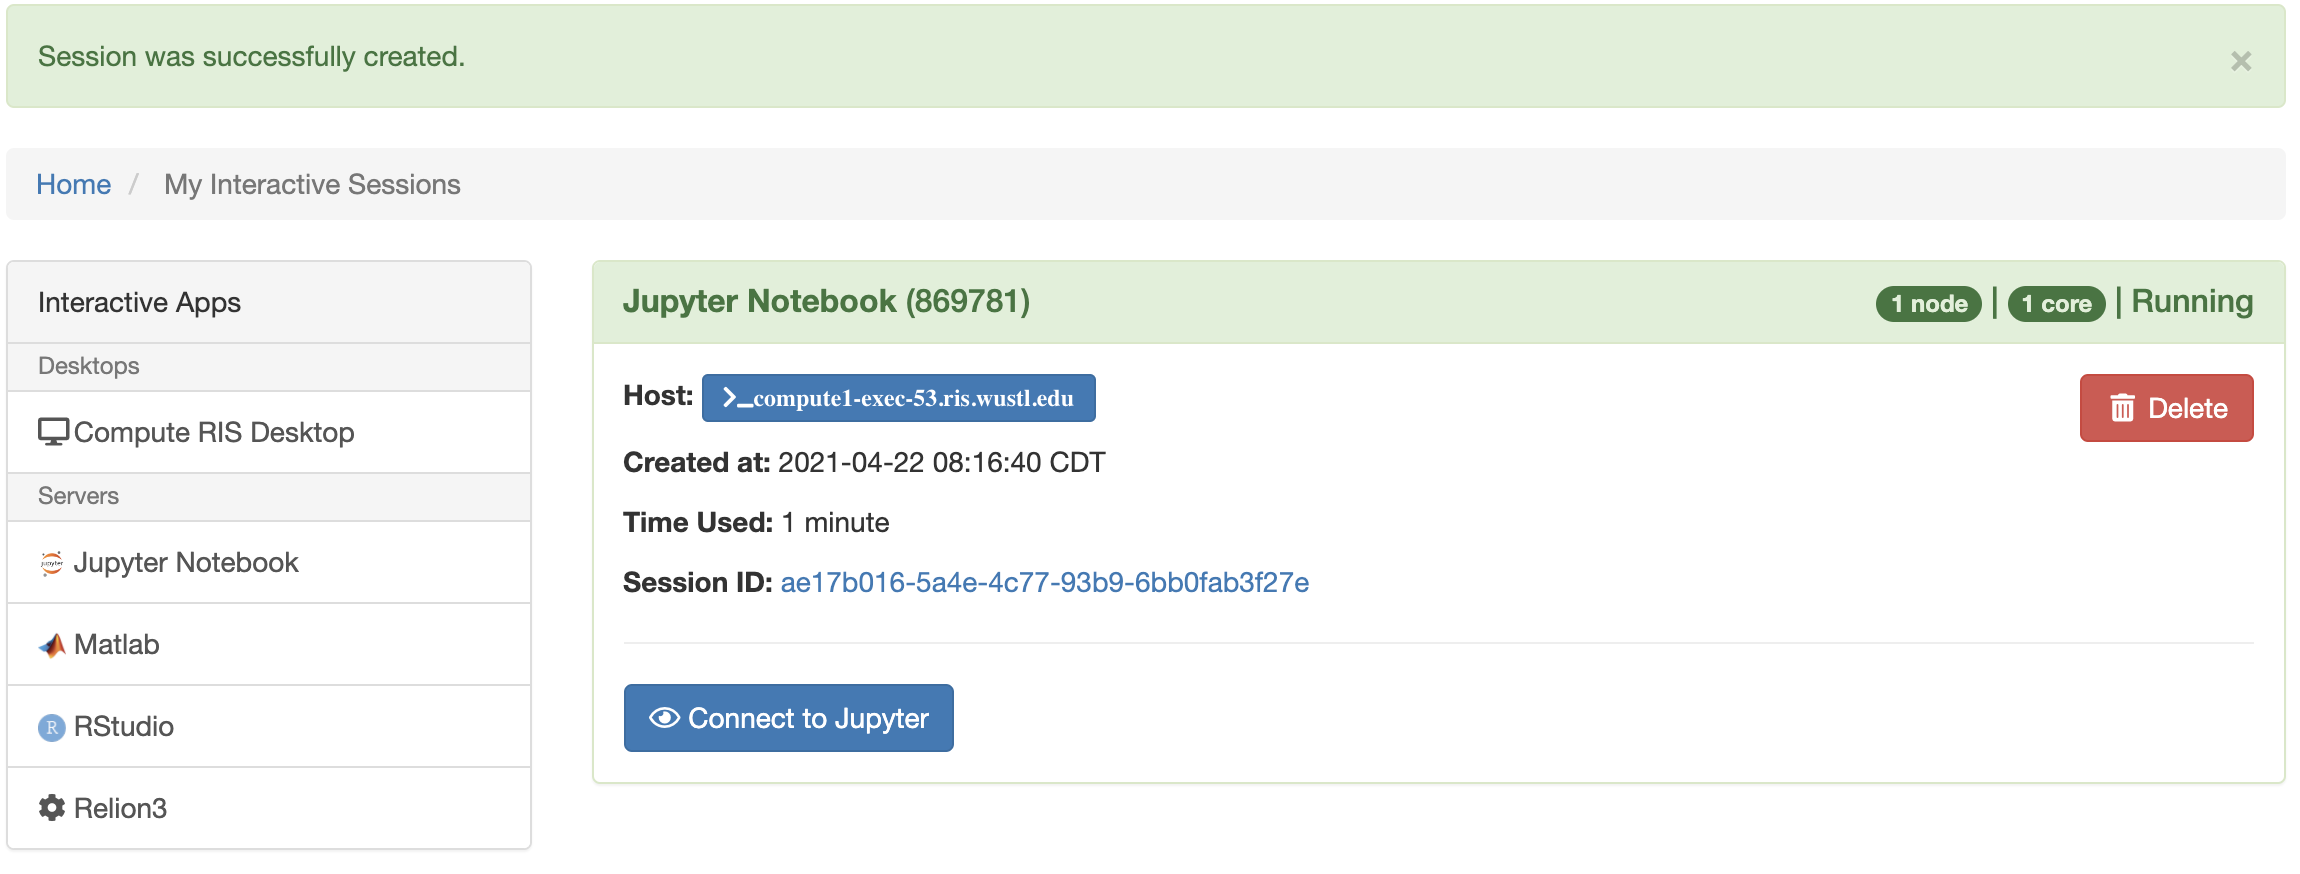 Session was successfully created.
×
Home / My Interactive Sessions
Interactive Apps
Desktops
Compute RIS Desktop
Servers
Jupyter Notebook
Matlab
RStudio
Relion3
Jupyter Notebook (869781)
1 node | 1 core | Running
Host: >_compute1-exec-53.ris.wustl.edu
Delete
Created at: 2021-04-22 08:16:40 CDT
Time Used: 1 minute
Session ID: ae17b016-5a4e-4c77-93b9-6bb0fab3f27e
Connect to Jupyter